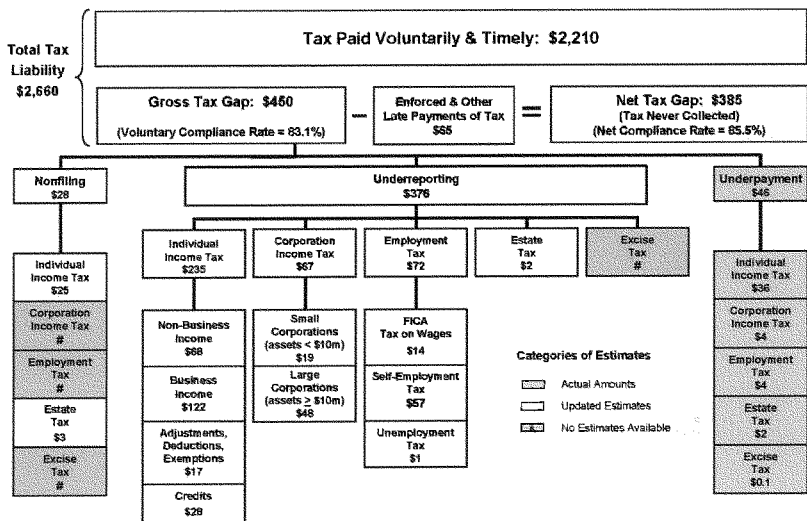 Total Tax
Liability
$2,660
Tax Paid Voluntarily & Timely: $2,210
Gross Tax Gap: $450
(Voluntary Compliance Rate = 83.1%)
–
Enforced & Other
Late Payments of Tax
$65
=
Net Tax Gap: $385
(Tax Never Collected)
(Net Compliance Rate = 85.5%)
Nonfiling
$28
Individual
Income Tax
$25
Corporation
Income Tax
#
Employment
Tax
#
Estate
Tax
$3
Excise
Tax
#
Underreporting
$376
Individual
Income Tax
$235
Non-Business
Income
$68
Business
Income
$122
Adjustments,
Deductions,
Exemptions
$17
Credits
$28
Corporation
Income Tax
$67
Small
Corporations
(assets < $10m)
$19
Large
Corporations
(assets ≥ $10m)
$48
Employment
Tax
$72
FICA
Tax on Wages
$14
Self-Employment
Tax
$57
Unemployment
Tax
$1
Estate
Tax
$2
Excise
Tax
#
Underpayment
$46
Individual
Income Tax
$36
Corporation
Income Tax
$4
Employment
Tax
$4
Estate
Tax
$2
Excise
Tax
$0.1
Categories of Estimates
Actual Amounts
Updated Estimates
# No Estimates Available